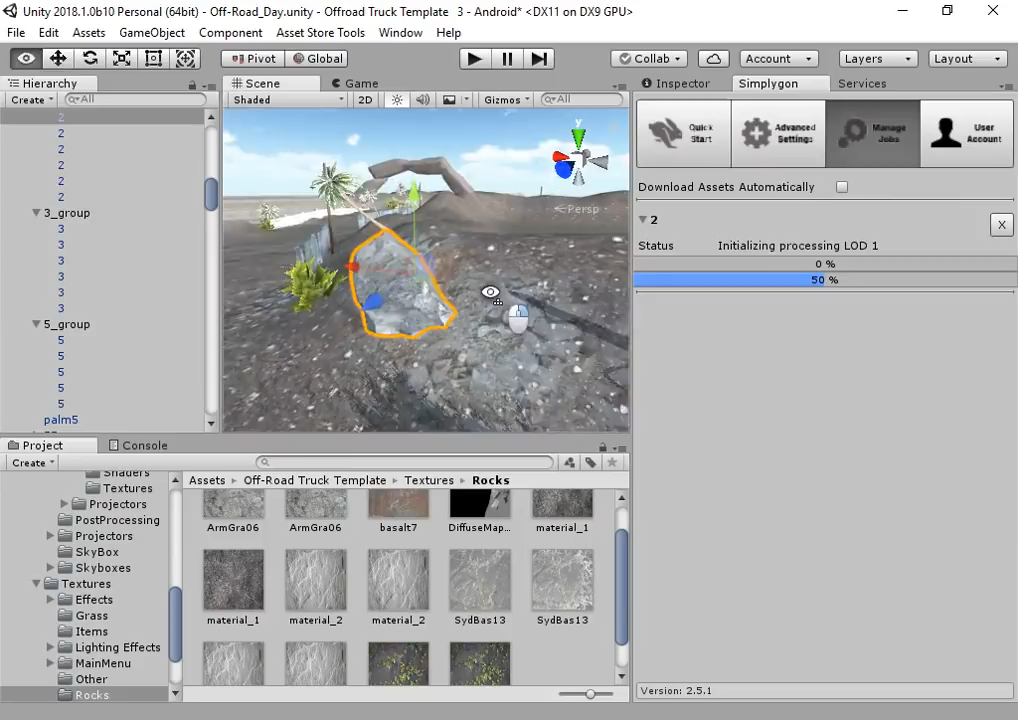 Unity 2018.1.0b10 Personal (64bit) - Off-Road_Day.unity - Offroad Truck Template   3 - Android* <DX11 on DX9 GPU>
File Edit Assets GameObject Component Asset Store Tools Window Help
Pivot Global Collab Account Layers Layout
Hierarchy Scene Game Inspector Simplygon Services
Create All Shaded 2D Gizmos All
2
2
2
2
2
2
3_group
3
3
3
3
3
3
5_group
5
5
5
5
5
palm5
y
Persp
Quick Start
Advanced Settings
Manage Jobs
User Account
Download Assets Automatically
2 X
Status Initializing processing LOD 1
0 %
50 %
Version: 2.5.1
Project Console
Create
Shaders
Textures
Projectors
PostProcessing
Projectors
SkyBox
Skyboxes
Textures
Effects
Grass
Items
Lighting Effects
MainMenu
Other
Rocks
Assets Off-Road Truck Template Textures Rocks
ArmGra06 ArmGra06 basalt7 DiffuseMap... material_1
material_1 material_2 material_2 SydBas13 SydBas13